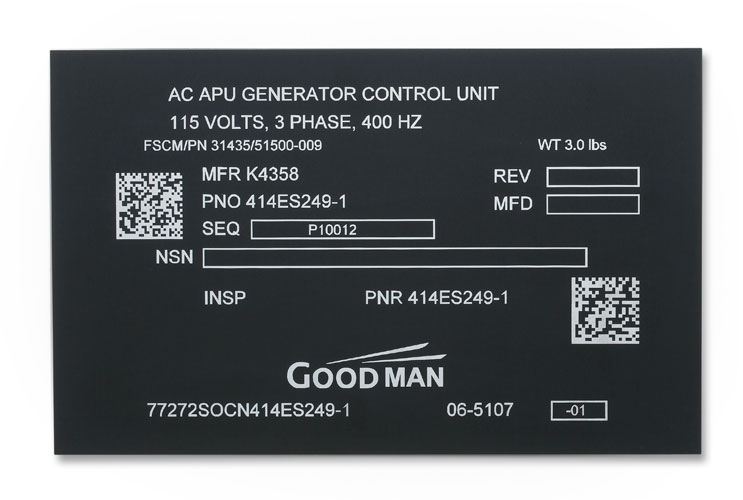 AC APU GENERATOR CONTROL UNIT
115 VOLTS, 3 PHASE, 400 HZ
FSCM/PN 31435/51500-009 WT 3.0 lbs
MFR K4358 REV
PNO 414ES249-1 MFD
SEQ P10012
NSN
INSP PNR 414ES249-1
GOODMAN
77272SOCN414ES249-1 06-5107 -01